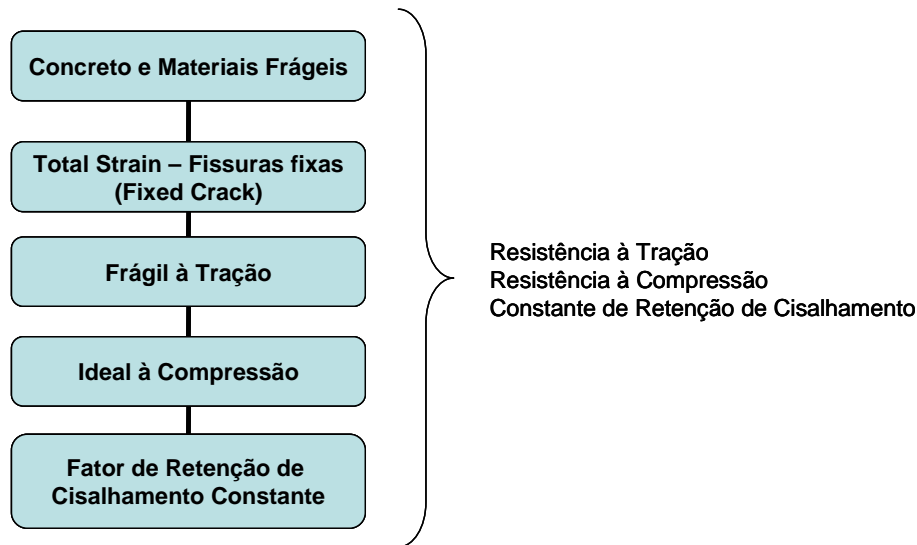 Concreto e Materiais Frágeis
Total Strain – Fissuras fixas
(Fixed Crack)
Frágil à Tração
Ideal à Compressão
Fator de Retenção de
Cisalhamento Constante
Resistência à Tração
Resistência à Compressão
Constante de Retenção de Cisalhamento